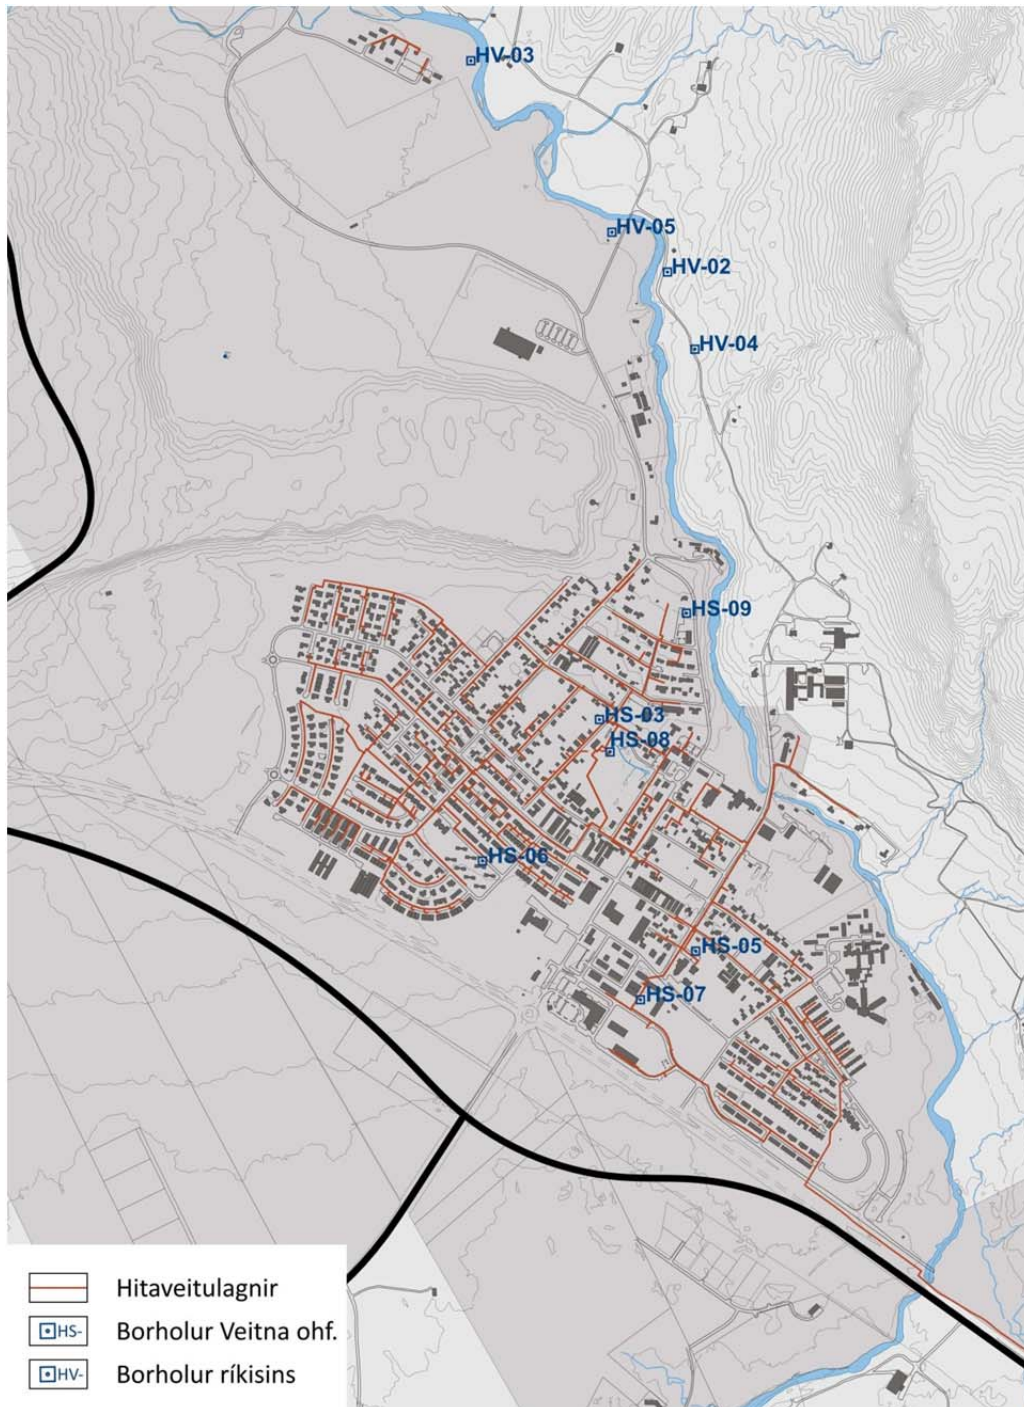 HV-03
HV-05
HV-02
HV-04
HS-09
HS-03
HS-08
HS-06
HS-05
HS-07
Hitaveitulagnir
HS- Borholur Veitna ohf.
HV- Borholur ríkisins